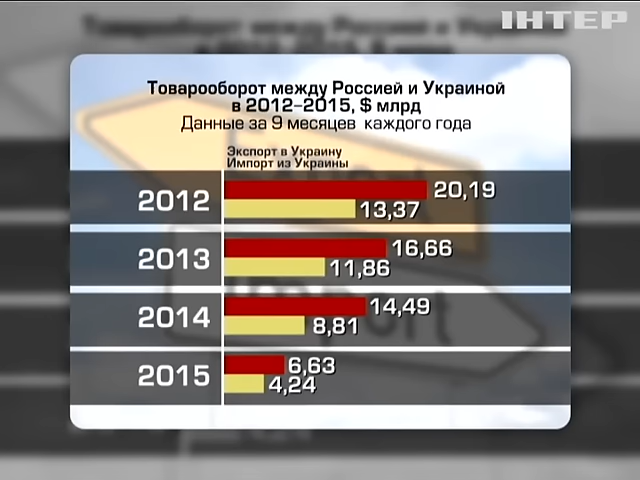 ІНТЕР
Товарооборот между Россией и Украиной
в 2012–2015, $ млрд
Данные за 9 месяцев каждого года
Экспорт в Украину
Импорт из Украины
2012
20,19
13,37
2013
16,66
11,86
2014
14,49
8,81
2015
6,63
4,24